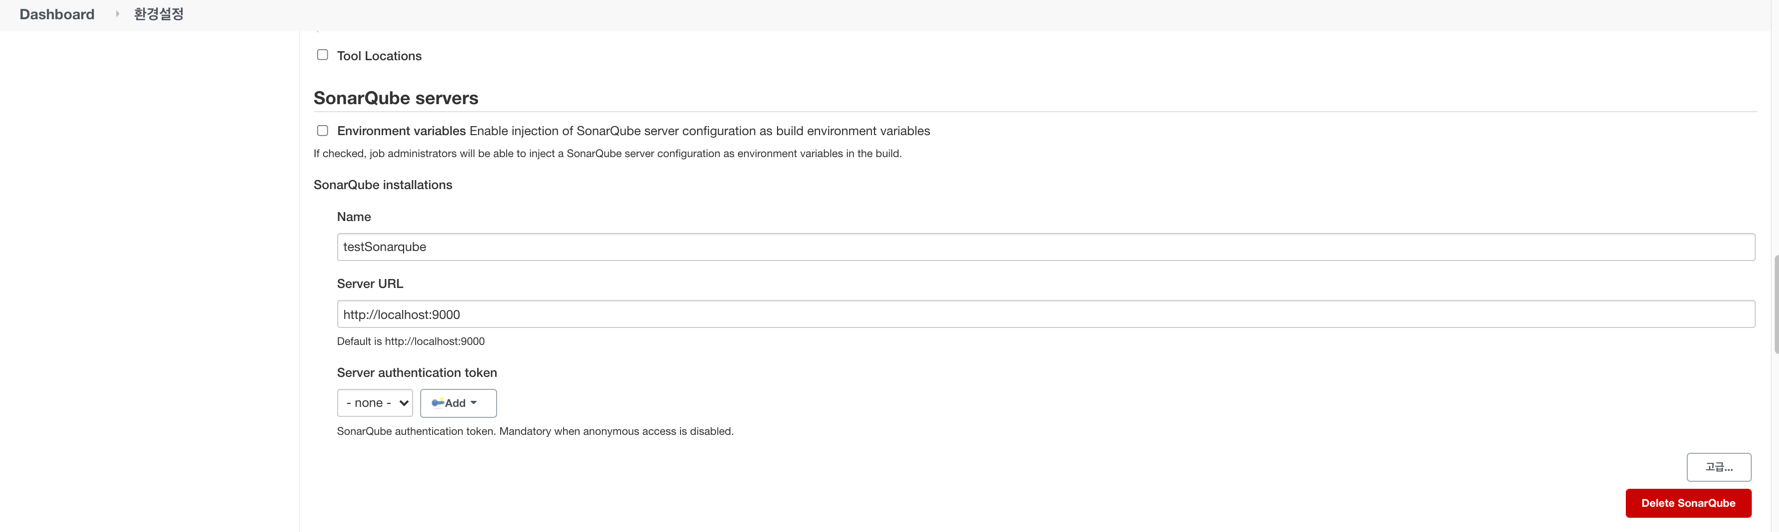 Dashboard 환경설정
Tool Locations
SonarQube servers
Environment variables Enable injection of SonarQube server configuration as build environment variables
If checked, job administrators will be able to inject a SonarQube server configuration as environment variables in the build.
SonarQube installations
Name
testSonarqube
Server URL
http://localhost:9000
Default is http://localhost:9000
Server authentication token
- none - Add
SonarQube authentication token. Mandatory when anonymous access is disabled.
고급...
Delete SonarQube